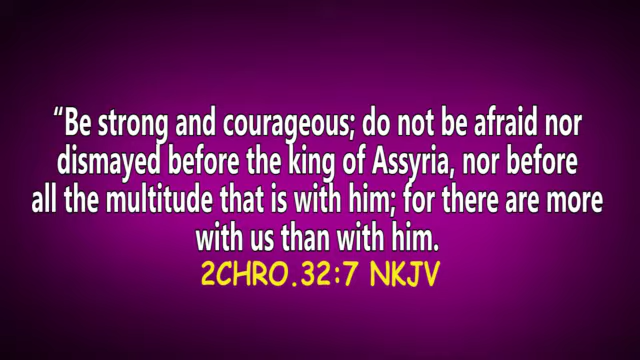 “Be strong and courageous; do not be afraid nor
dismayed before the king of Assyria, nor before
all the multitude that is with him; for there are more
with us than with him.
2CHRO.32:7 NKJV